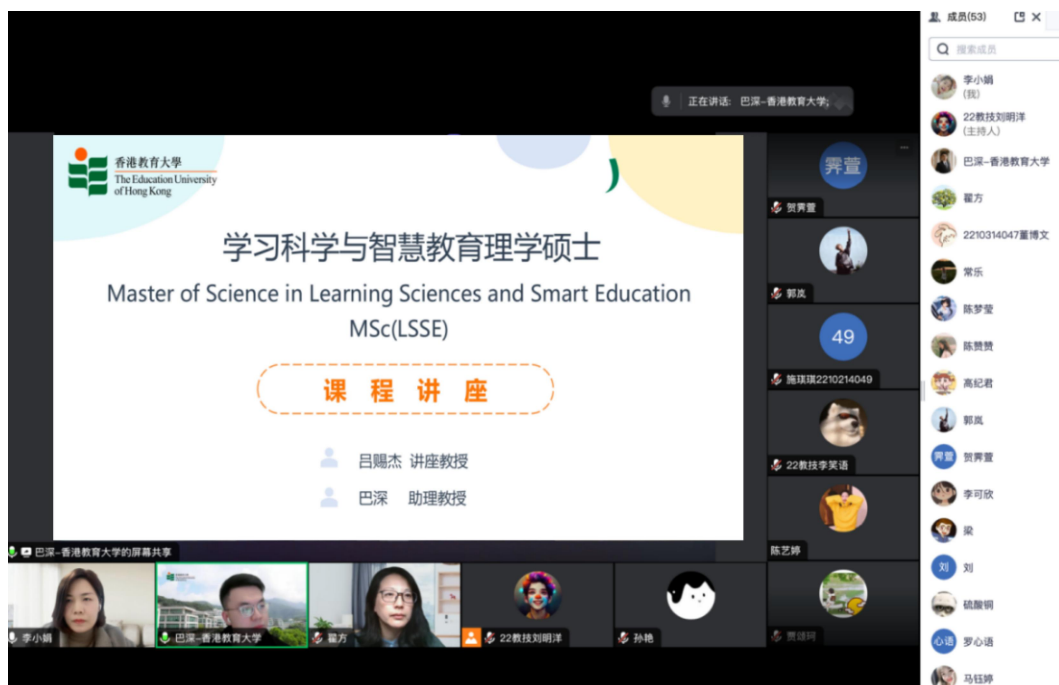 正在讲话: 巴深-香港教育大学;
香港教育大學
The Education University
of Hong Kong
学习科学与智慧教育理学硕士
Master of Science in Learning Sciences and Smart Education
MSc(LSSE)
课程讲座
吕赐杰 讲座教授
巴深 助理教授
巴深-香港教育大学的屏幕共享
霁萱
贺霁萱
郭岚
49
施琪琪2210214049
22教技李笑语
陈艺婷
贾颂珂
李小娟
巴深-香港教育大学
翟方
22教技刘明洋
孙艳
成员(53)
搜索成员
李小娟
(我)
22教技刘明洋
(主持人)
巴深-香港教育大学
翟方
2210314047董博文
常乐
陈梦莹
陈赞赞
高纪君
郭岚
霁萱
贺霁萱
李可欣
梁
刘
刘
硫酸铜
心语
罗心语
马钰婷